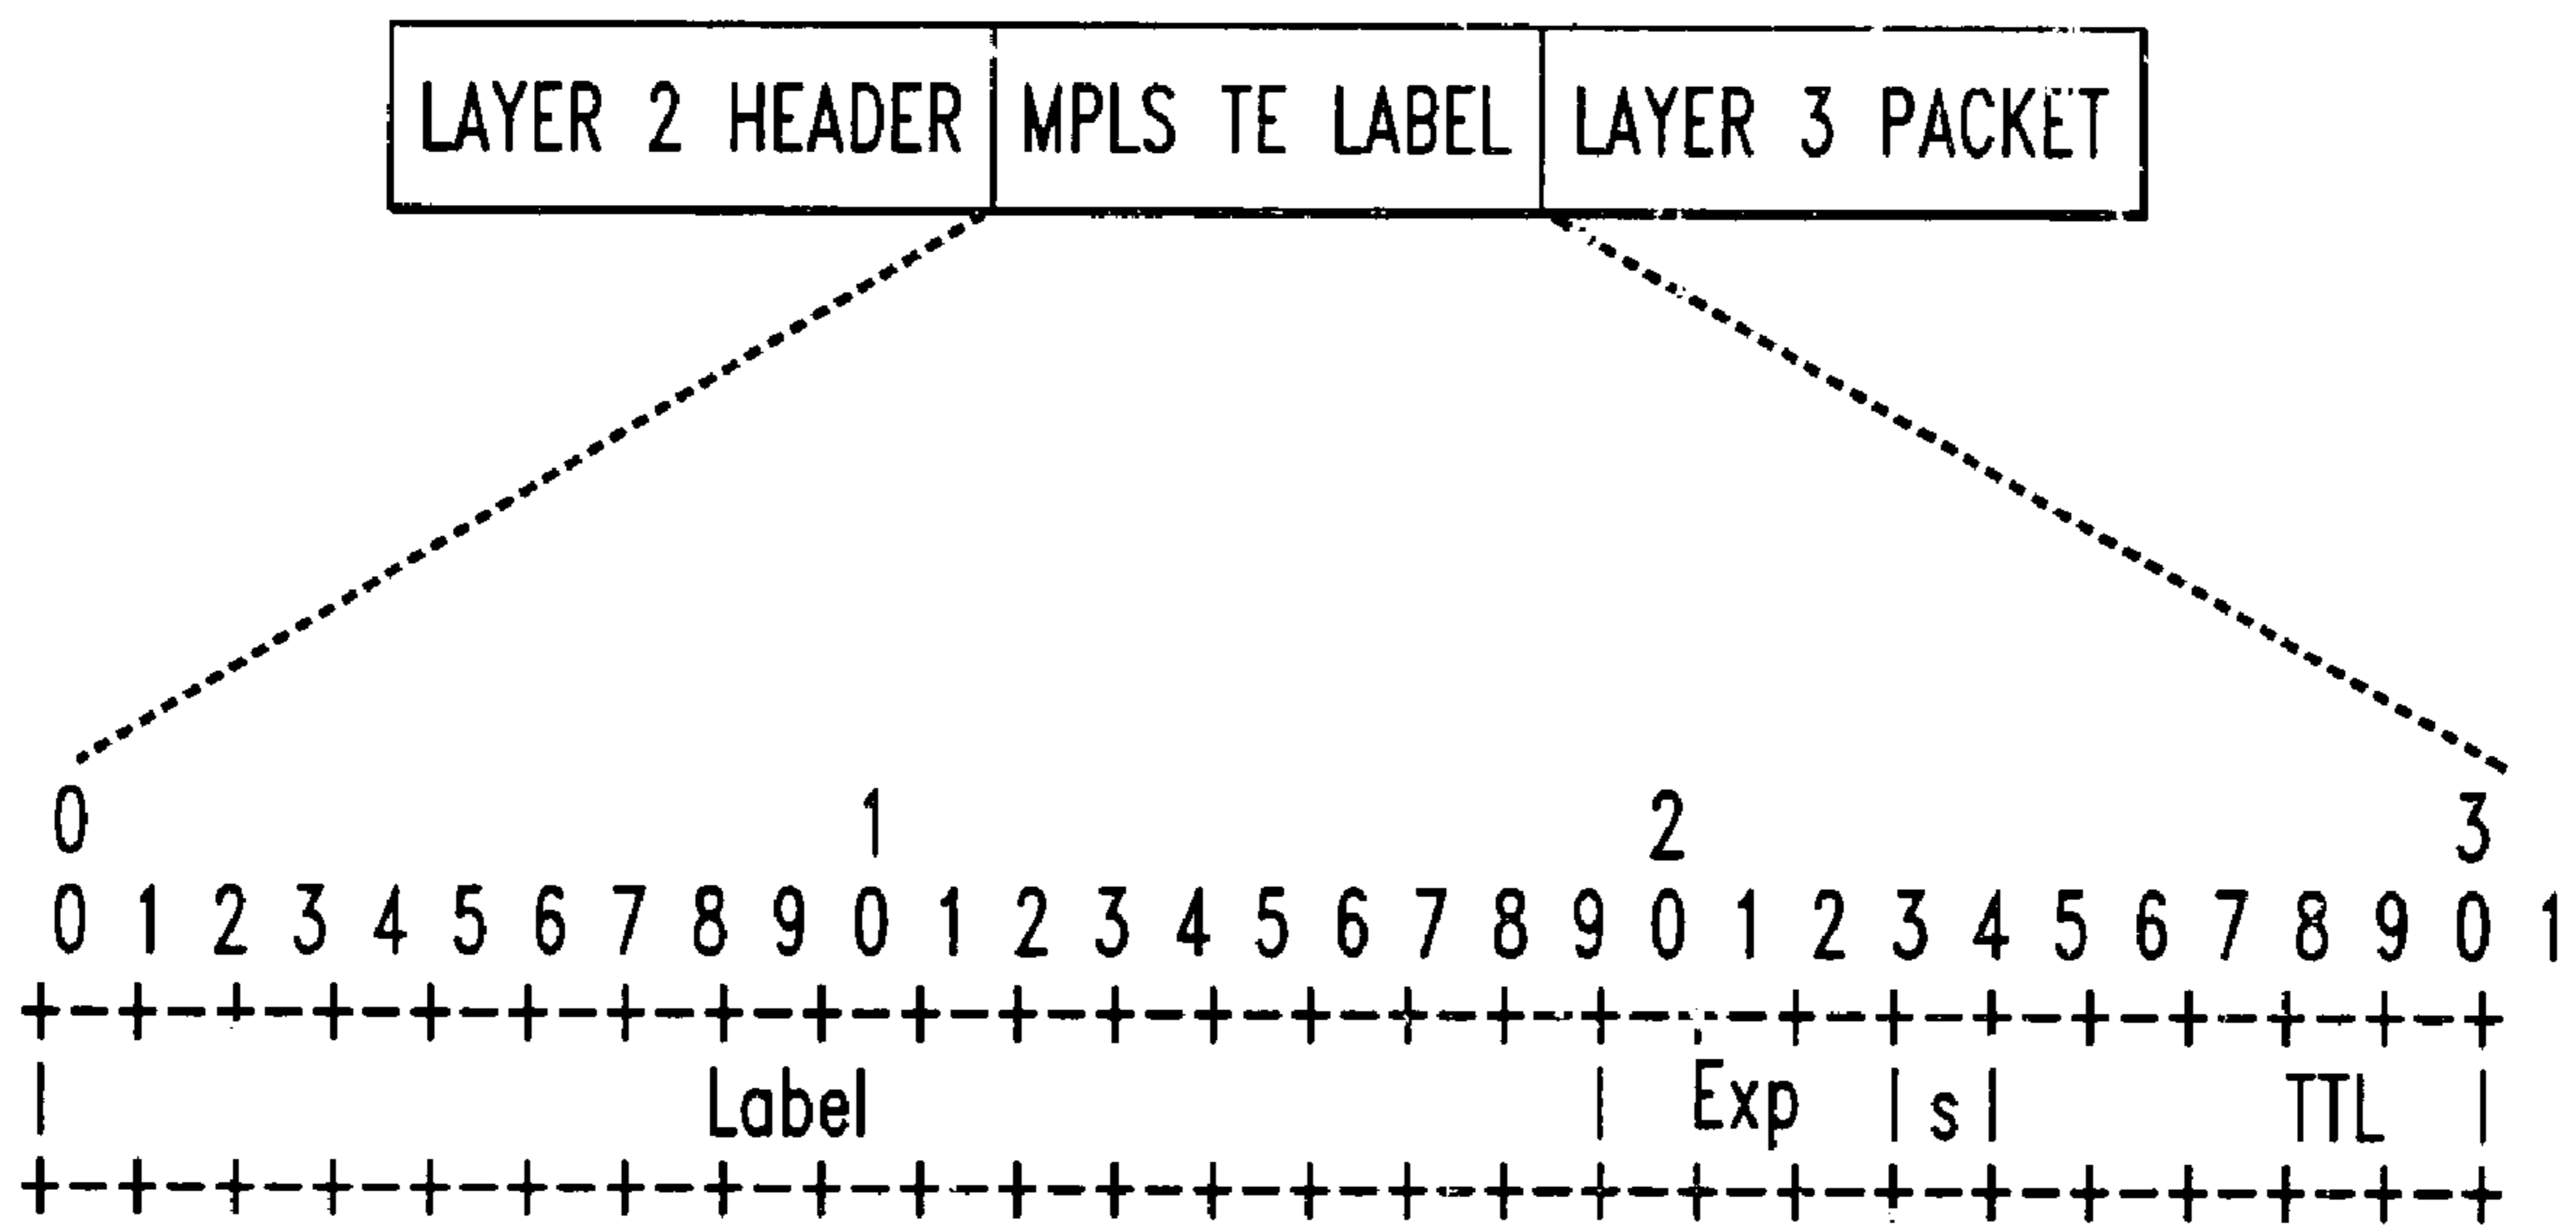 LAYER 2 HEADER MPLS TE LABEL LAYER 3 PACKET
0 1 2 3
0 1 2 3 4 5 6 7 8 9 0 1 2 3 4 5 6 7 8 9 0 1 2 3 4 5 6 7 8 9 0 1
+-+-+-+-+-+-+-+-+-+-+-+-+-+-+-+-+-+-+-+-+-+-+-+-+-+
| Label | Exp | s | TTL |
+-+-+-+-+-+-+-+-+-+-+-+-+-+-+-+-+-+-+-+-+-+-+-+-+-+